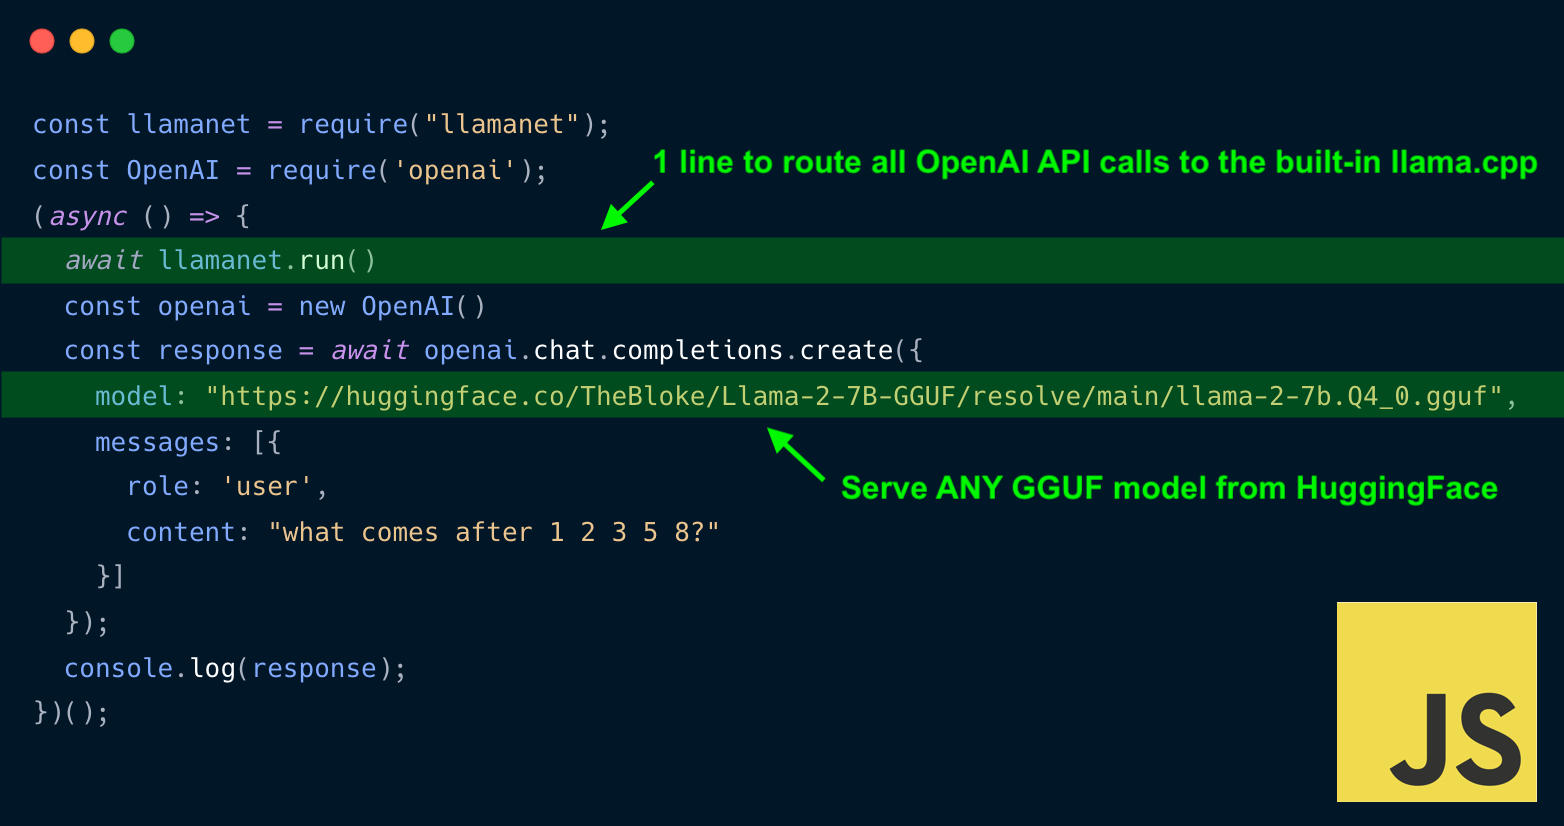 const llamanet = require("llamanet");
const OpenAI = require('openai');
1 line to route all OpenAI API calls to the built-in llama.cpp
(async () => {
await llamanet.run()
const openai = new OpenAI()
const response = await openai.chat.completions.create({
model: "https://huggingface.co/TheBloke/Llama-2-7B-GGUF/resolve/main/llama-2-7b.Q4_0.gguf",
messages: [{
Serve ANY GGUF model from HuggingFace
role: 'user',
content: "what comes after 1 2 3 5 8?"
}]
});
console.log(response);
})();
JS